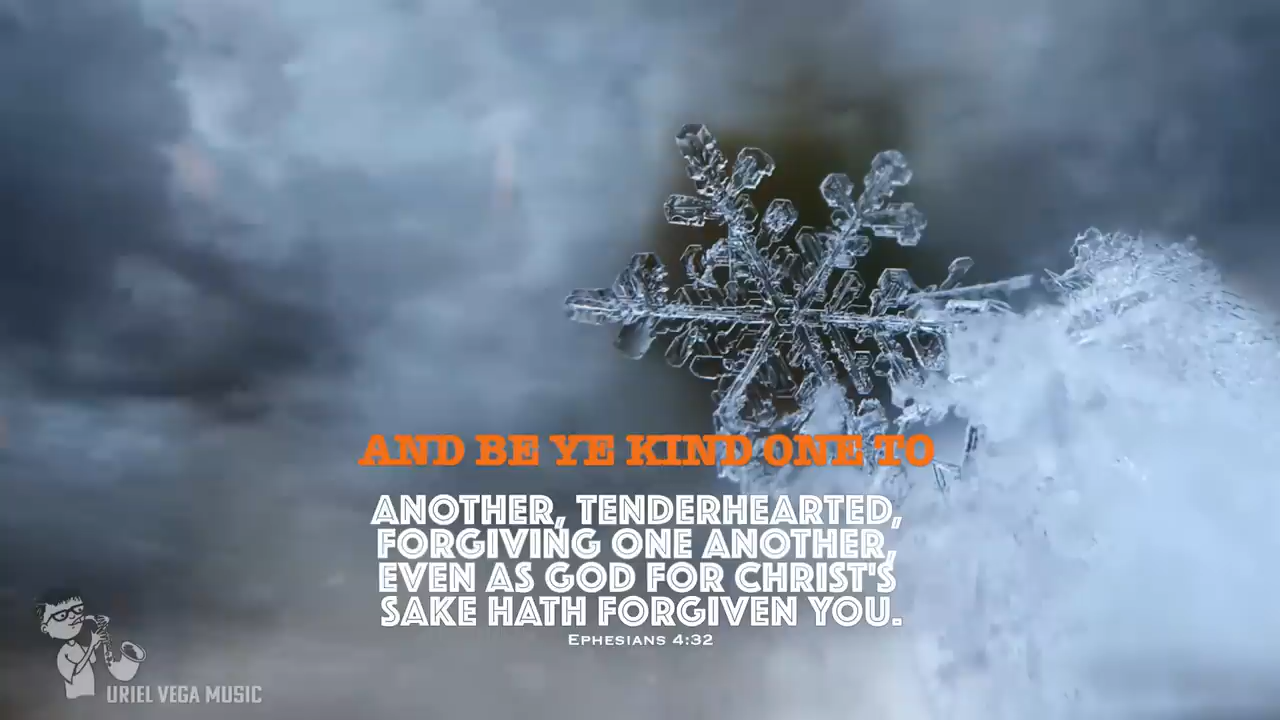 AND BE YE KIND ONE TO
ANOTHER, TENDERHEARTED,
FORGIVING ONE ANOTHER,
EVEN AS GOD FOR CHRIST'S
SAKE HATH FORGIVEN YOU.
EPHESIANS 4:32
URIEL VEGA MUSIC